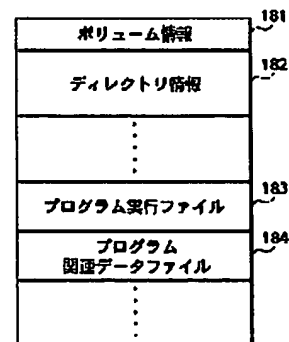 ボリューム情報 181
ディレクトリ情報 182
プログラム実行ファイル 183
プログラム 184
関連データファイル